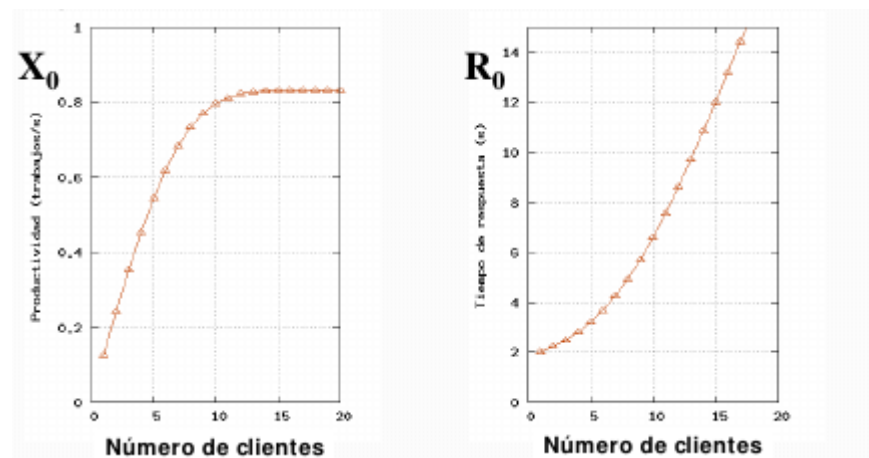 X0
Productividad (trabajos/s)
1
0.8
0.6
0.4
0.2
0
0 5 10 15 20
Número de clientes
R0
Tiempo de respuesta (s)
14
12
10
8
6
4
2
0
0 5 10 15 20
Número de clientes